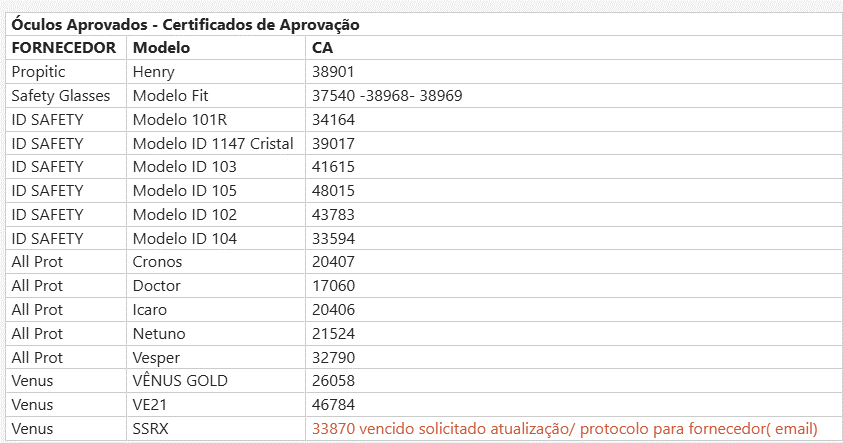 Óculos Aprovados - Certificados de Aprovação
FORNECEDOR Modelo CA
Propitic Henry 38901
Safety Glasses Modelo Fit 37540 -38968- 38969
ID SAFETY Modelo 101R 34164
ID SAFETY Modelo ID 1147 Cristal 39017
ID SAFETY Modelo ID 103 41615
ID SAFETY Modelo ID 105 48015
ID SAFETY Modelo ID 102 43783
ID SAFETY Modelo ID 104 33594
All Prot Cronos 20407
All Prot Doctor 17060
All Prot Icaro 20406
All Prot Netuno 21524
All Prot Vesper 32790
Venus VÊNUS GOLD 26058
Venus VE21 46784
Venus SSRX 33870 vencido solicitado atualização/ protocolo para fornecedor( email)